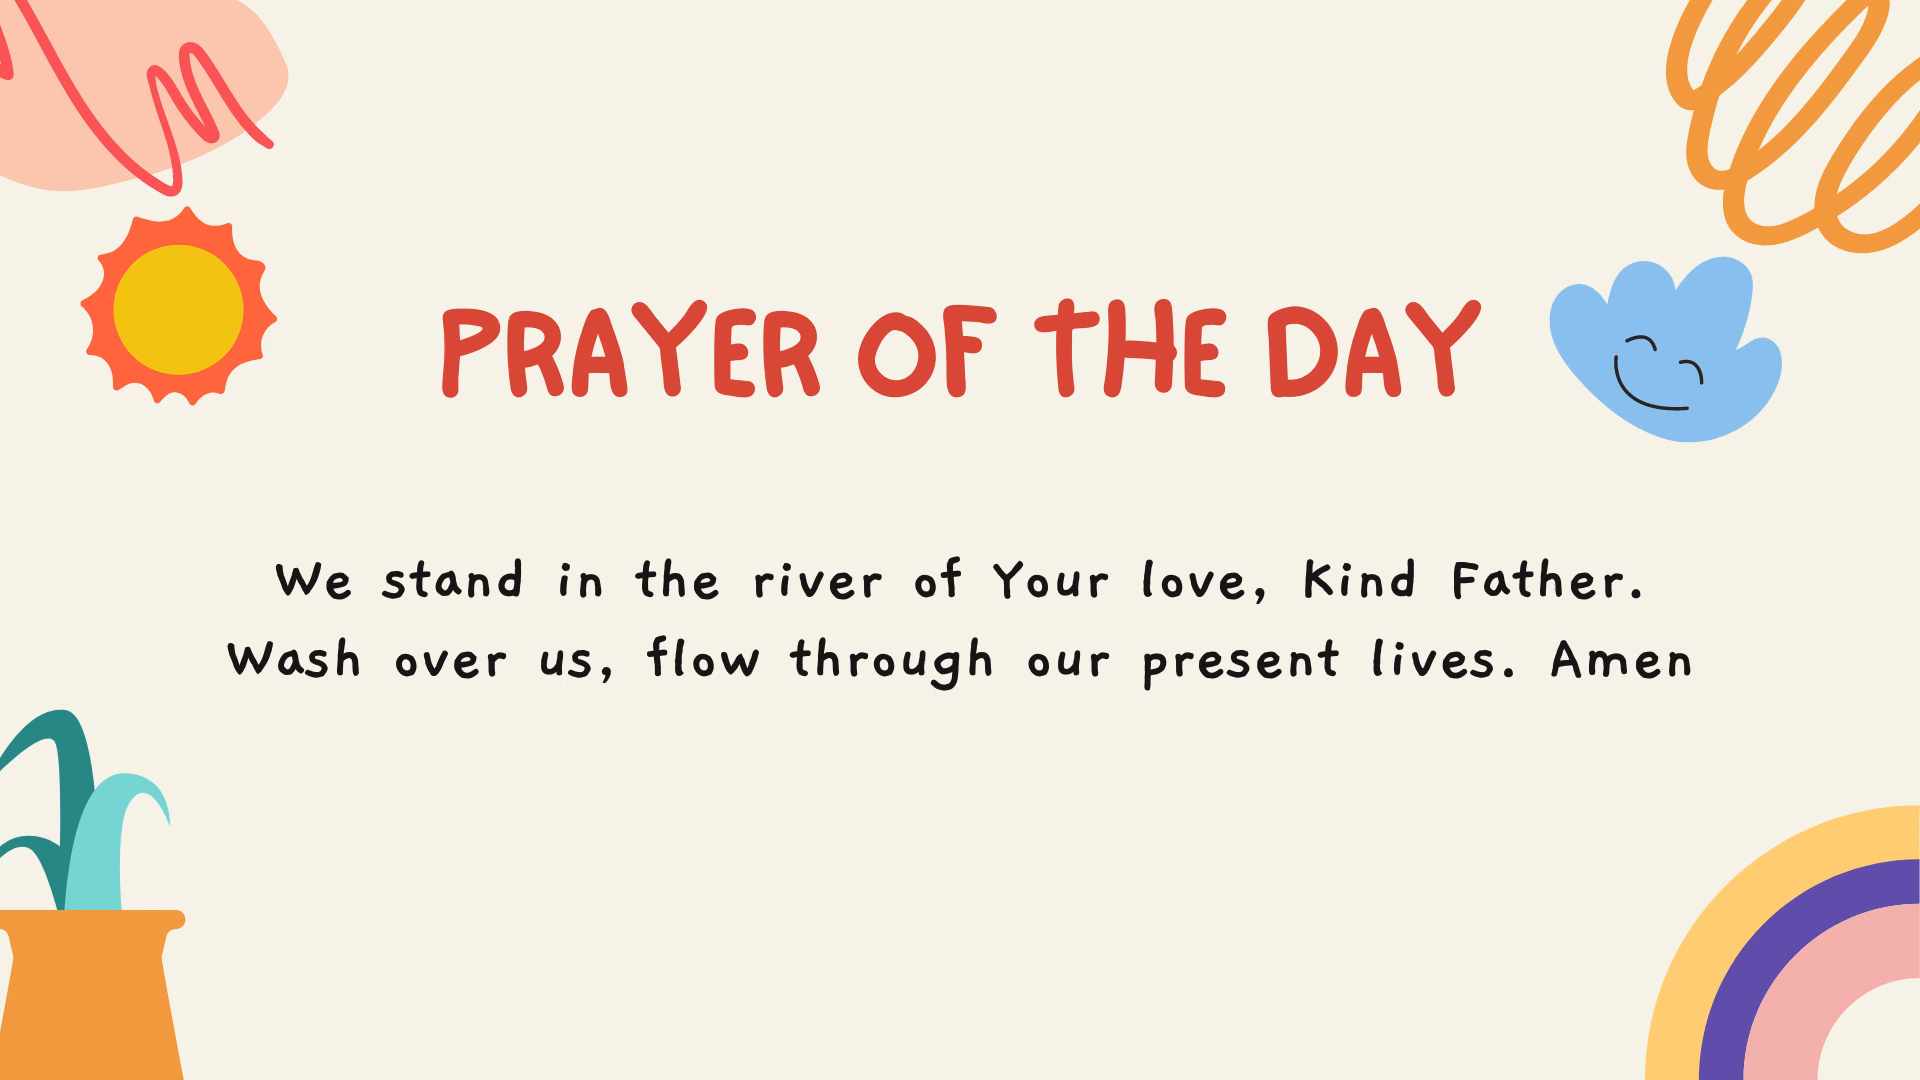 PRAYER OF THE DAY
We stand in the river of Your love, Kind Father.
Wash over us, flow through our present lives. Amen